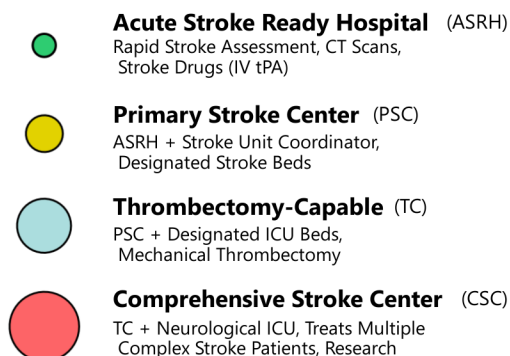 Acute Stroke Ready Hospital (ASRH)
Rapid Stroke Assessment, CT Scans,
Stroke Drugs (IV tPA)
Primary Stroke Center (PSC)
ASRH + Stroke Unit Coordinator,
Designated Stroke Beds
Thrombectomy-Capable (TC)
PSC + Designated ICU Beds,
Mechanical Thrombectomy
Comprehensive Stroke Center (CSC)
TC + Neurological ICU, Treats Multiple
Complex Stroke Patients, Research